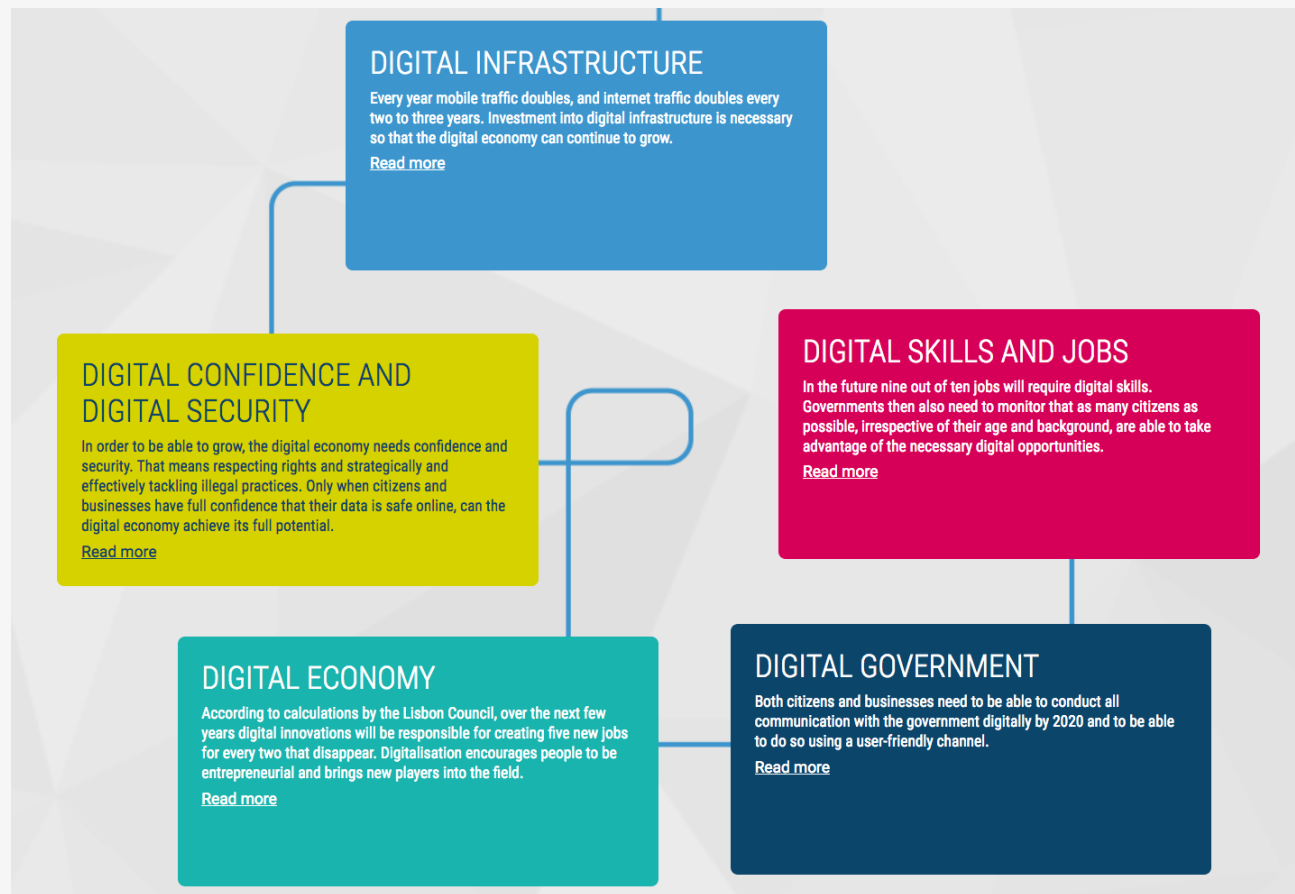 DIGITAL INFRASTRUCTURE
Every year mobile traffic doubles, and internet traffic doubles every
two to three years. Investment into digital infrastructure is necessary
so that the digital economy can continue to grow.
Read more
DIGITAL CONFIDENCE AND
DIGITAL SECURITY
In order to be able to grow, the digital economy needs confidence and
security. That means respecting rights and strategically and
effectively tackling illegal practices. Only when citizens and
businesses have full confidence that their data is safe online, can the
digital economy achieve its full potential.
Read more
DIGITAL SKILLS AND JOBS
In the future nine out of ten jobs will require digital skills.
Governments then also need to monitor that as many citizens as
possible, irrespective of their age and background, are able to take
advantage of the necessary digital opportunities.
Read more
DIGITAL ECONOMY
According to calculations by the Lisbon Council, over the next few
years digital innovations will be responsible for creating five new jobs
for every two that disappear. Digitalisation encourages people to be
entrepreneurial and brings new players into the field.
Read more
DIGITAL GOVERNMENT
Both citizens and businesses need to be able to conduct all
communication with the government digitally by 2020 and to be able
to do so using a user-friendly channel.
Read more